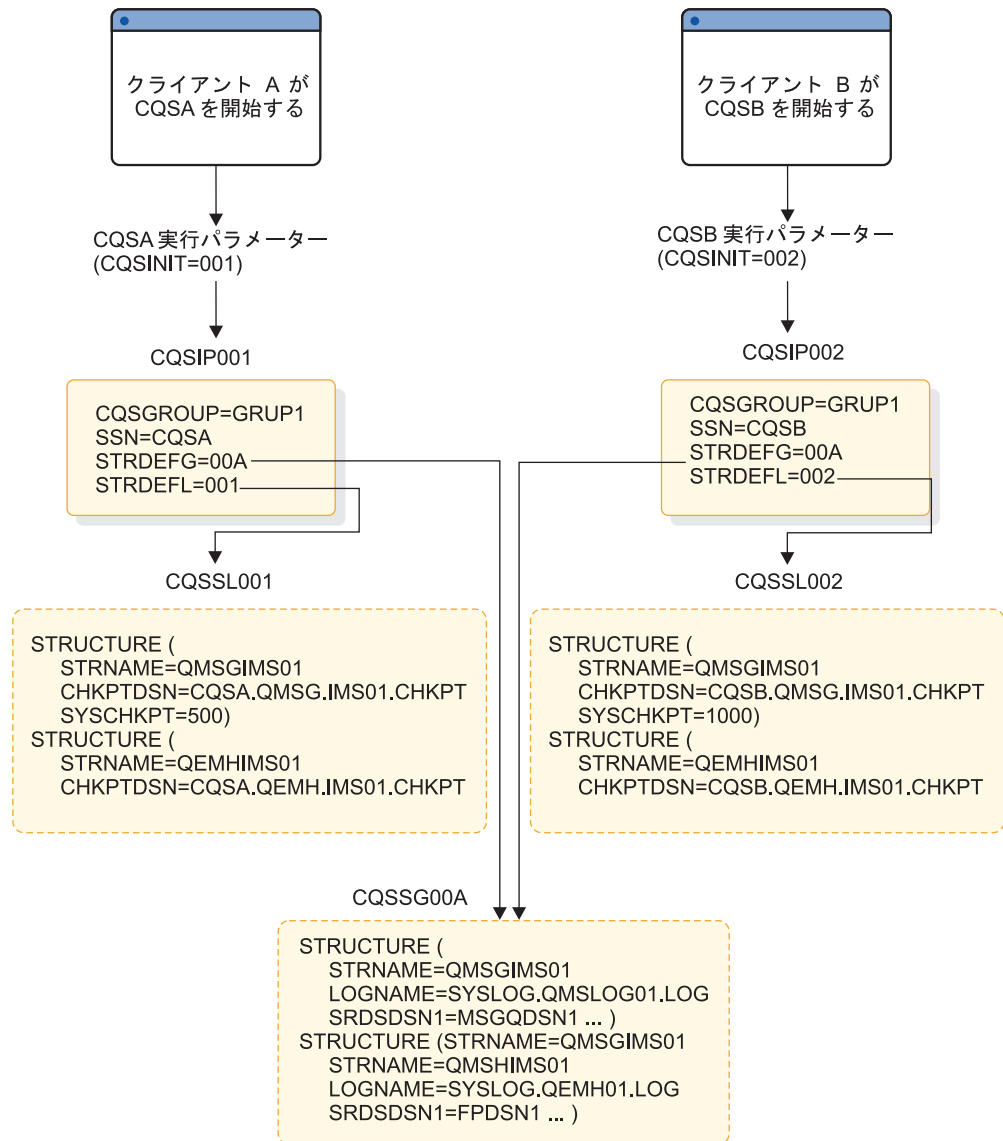 クライアント A が
CQSA を開始する
クライアント B が
CQSB を開始する
CQSA 実行パラメーター
(CQSINIT=001)
CQSB 実行パラメーター
(CQSINIT=002)
CQSIP001
CQSIP002
CQSGROUP=GRUP1
SSN=CQSA
STRDEFG=00A
STRDEFL=001
CQSGROUP=GRUP1
SSN=CQSB
STRDEFG=00A
STRDEFL=002
CQSSL001
CQSSL002
STRUCTURE (
STRNAME=QMSGIMS01
CHKPTDSN=CQSA.QMSG.IMS01.CHKPT
SYSCHKPT=500)
STRUCTURE (
STRNAME=QEMHIMS01
CHKPTDSN=CQSA.QEMH.IMS01.CHKPT
STRUCTURE (
STRNAME=QMSGIMS01
CHKPTDSN=CQSB.QMSG.IMS01.CHKPT
SYSCHKPT=1000)
STRUCTURE (
STRNAME=QEMHIMS01
CHKPTDSN=CQSB.QEMH.IMS01.CHKPT
CQSSG00A
STRUCTURE (
STRNAME=QMSGIMS01
LOGNAME=SYSLOG.QMSLOG01.LOG
SRDSDSN1=MSGQDSN1 ... )
STRUCTURE (STRNAME=QMSGIMS01
STRNAME=QMSHIMS01
LOGNAME=SYSLOG.QEMH01.LOG
SRDSDSN1=FPDSN1 ... )